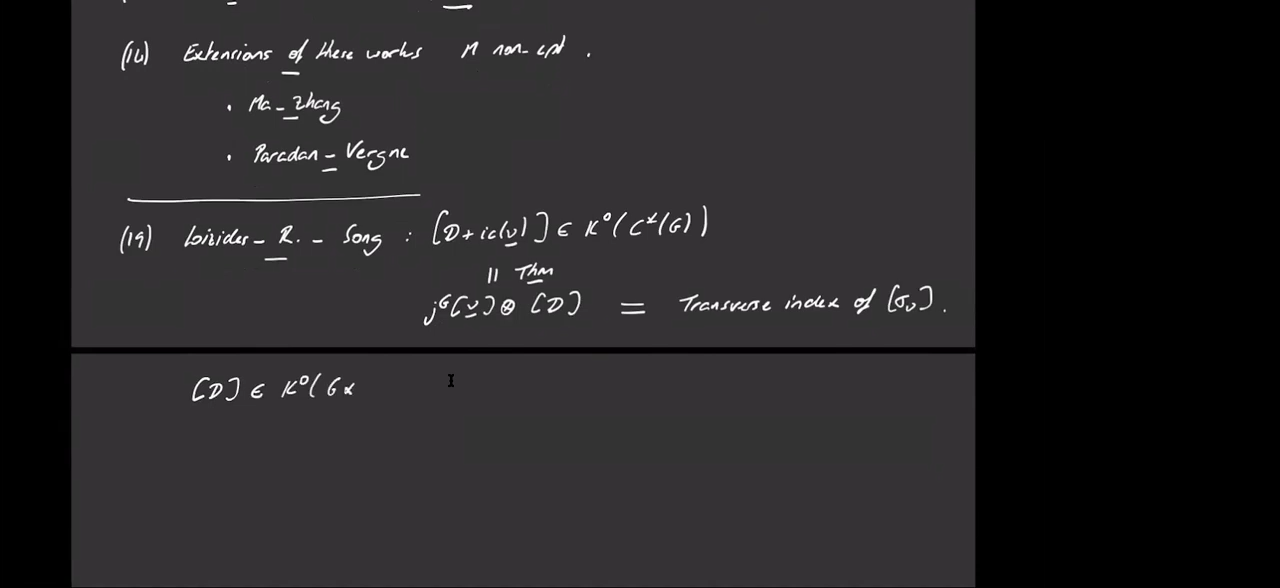 (16) Extensions of these works M non-cpt.
• Ma-Zhang
• Paradan-Vergne
(19) Loizides-R.-Song : [D+ic(ν)] ∈ K⁰(C*(G))
|| Thm
j^G[ν] ⊗ [D] = Transverse index of [σ_ν].
[D] ∈ K⁰(G⋉